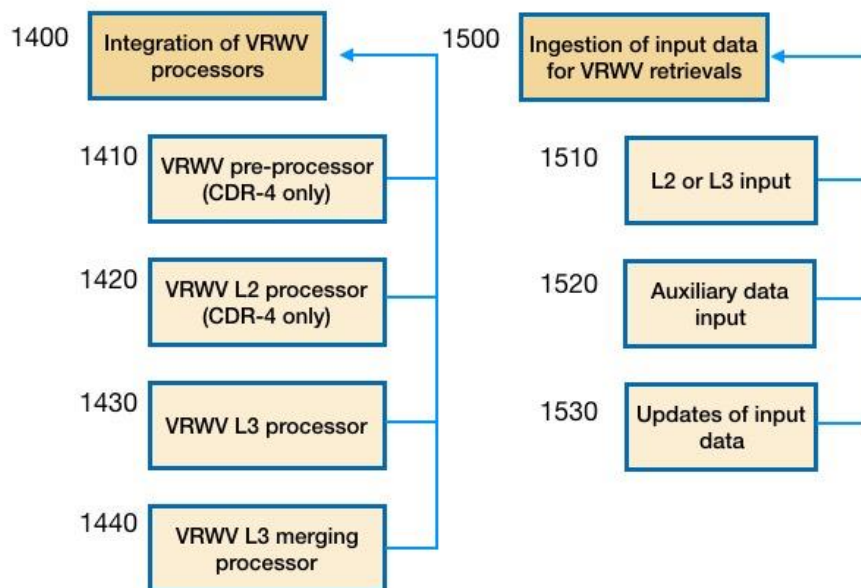 1400
Integration of VRWV
processors
1410
VRWV pre-processor
(CDR-4 only)
1420
VRWV L2 processor
(CDR-4 only)
1430
VRWV L3 processor
1440
VRWV L3 merging
processor
1500
Ingestion of input data
for VRWV retrievals
1510
L2 or L3 input
1520
Auxiliary data
input
1530
Updates of input
data